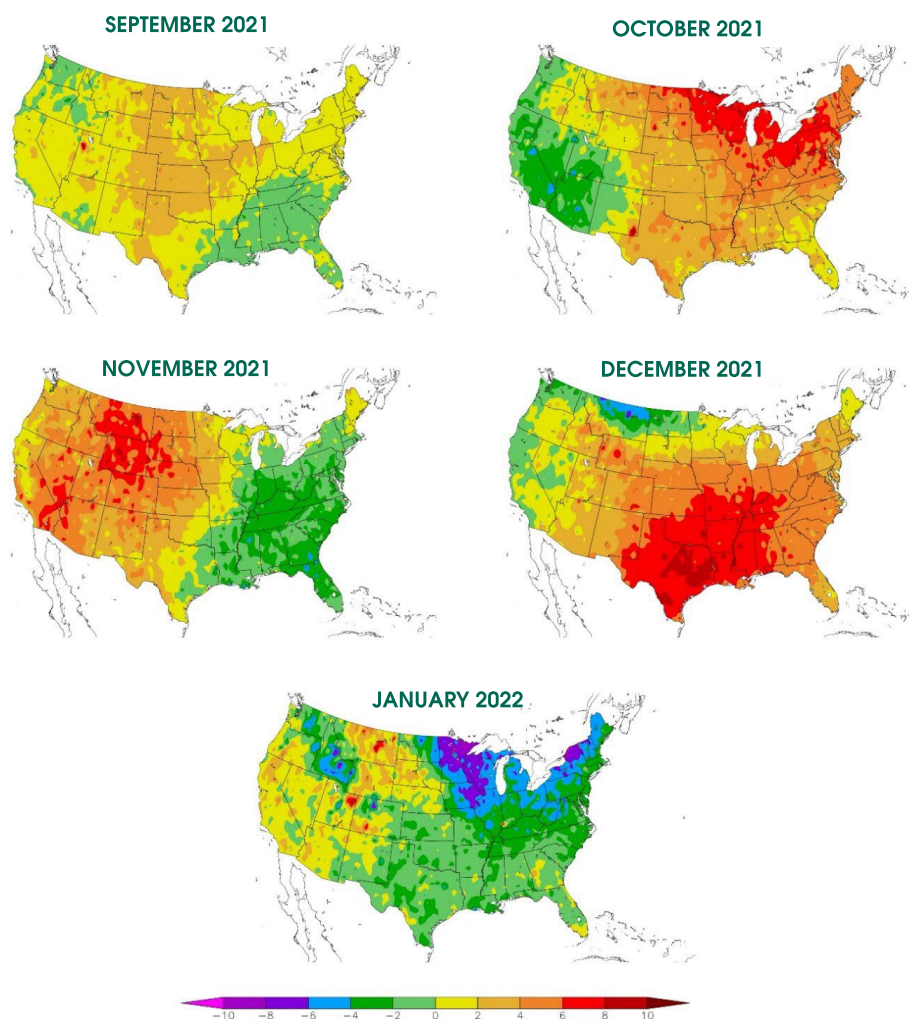 SEPTEMBER 2021
OCTOBER 2021
NOVEMBER 2021
DECEMBER 2021
JANUARY 2022
-10 -8 -6 -4 -2 0 2 4 6 8 10